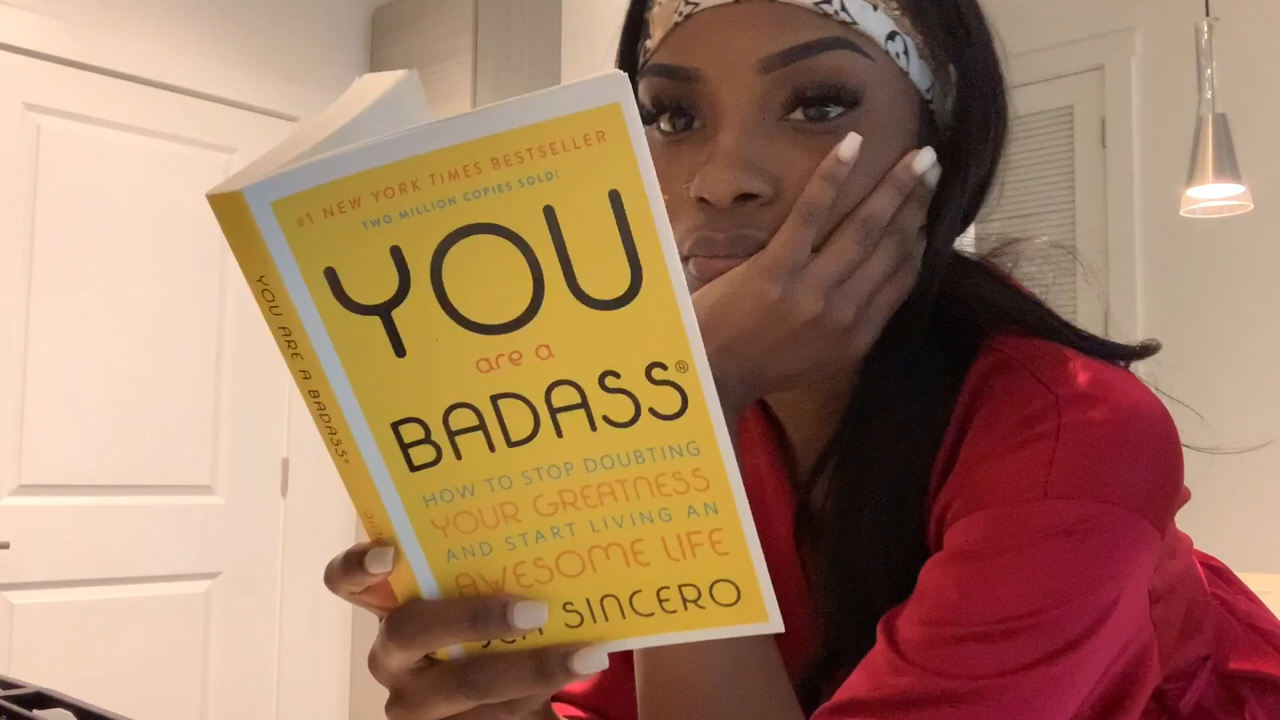 #1 NEW YORK TIMES BESTSELLER
TWO MILLION COPIES SOLD!
YOU
are a
BADASS®
HOW TO STOP DOUBTING
YOUR GREATNESS
AND START LIVING AN
AWESOME LIFE
SINCERO
YOU ARE A BADASS®